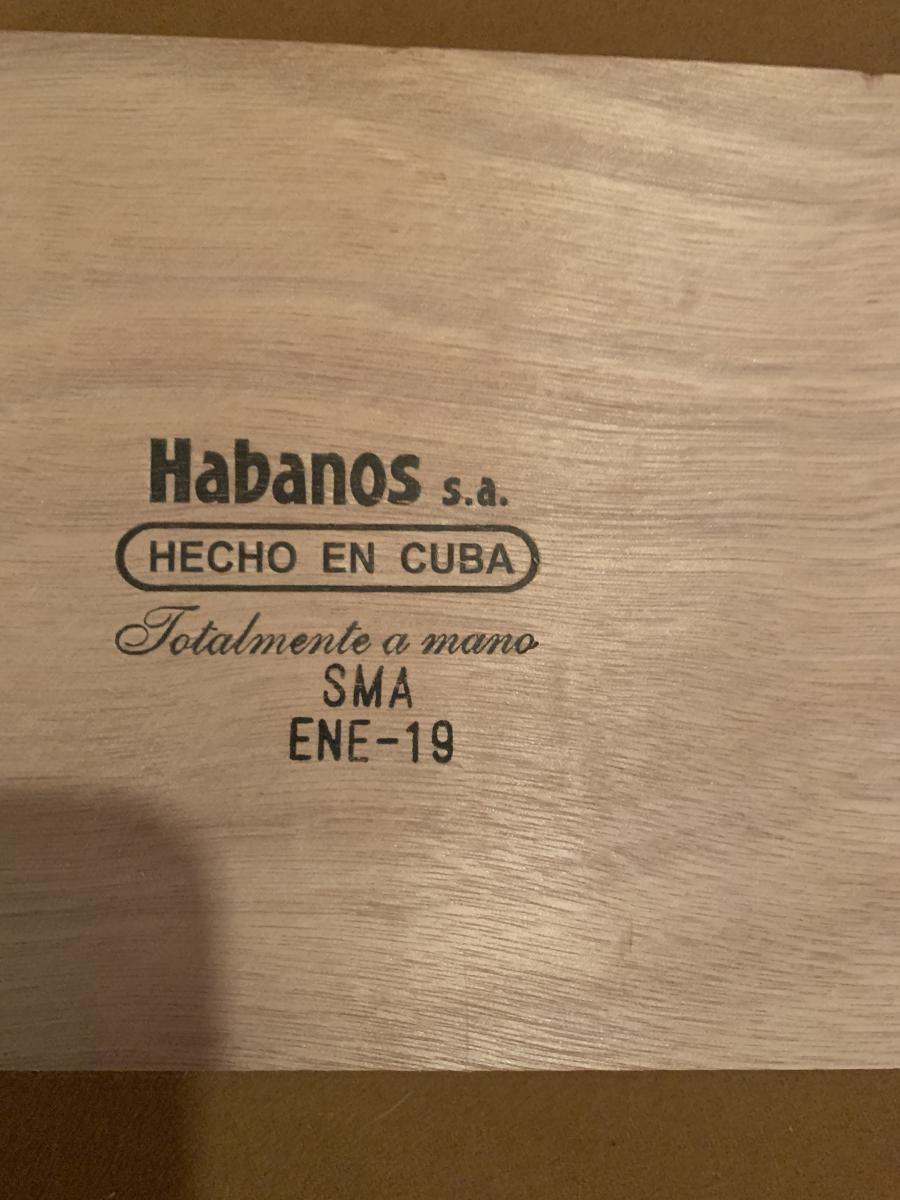 Habanos s.a.
HECHO EN CUBA
Totalmente a mano
SMA
ENE-19